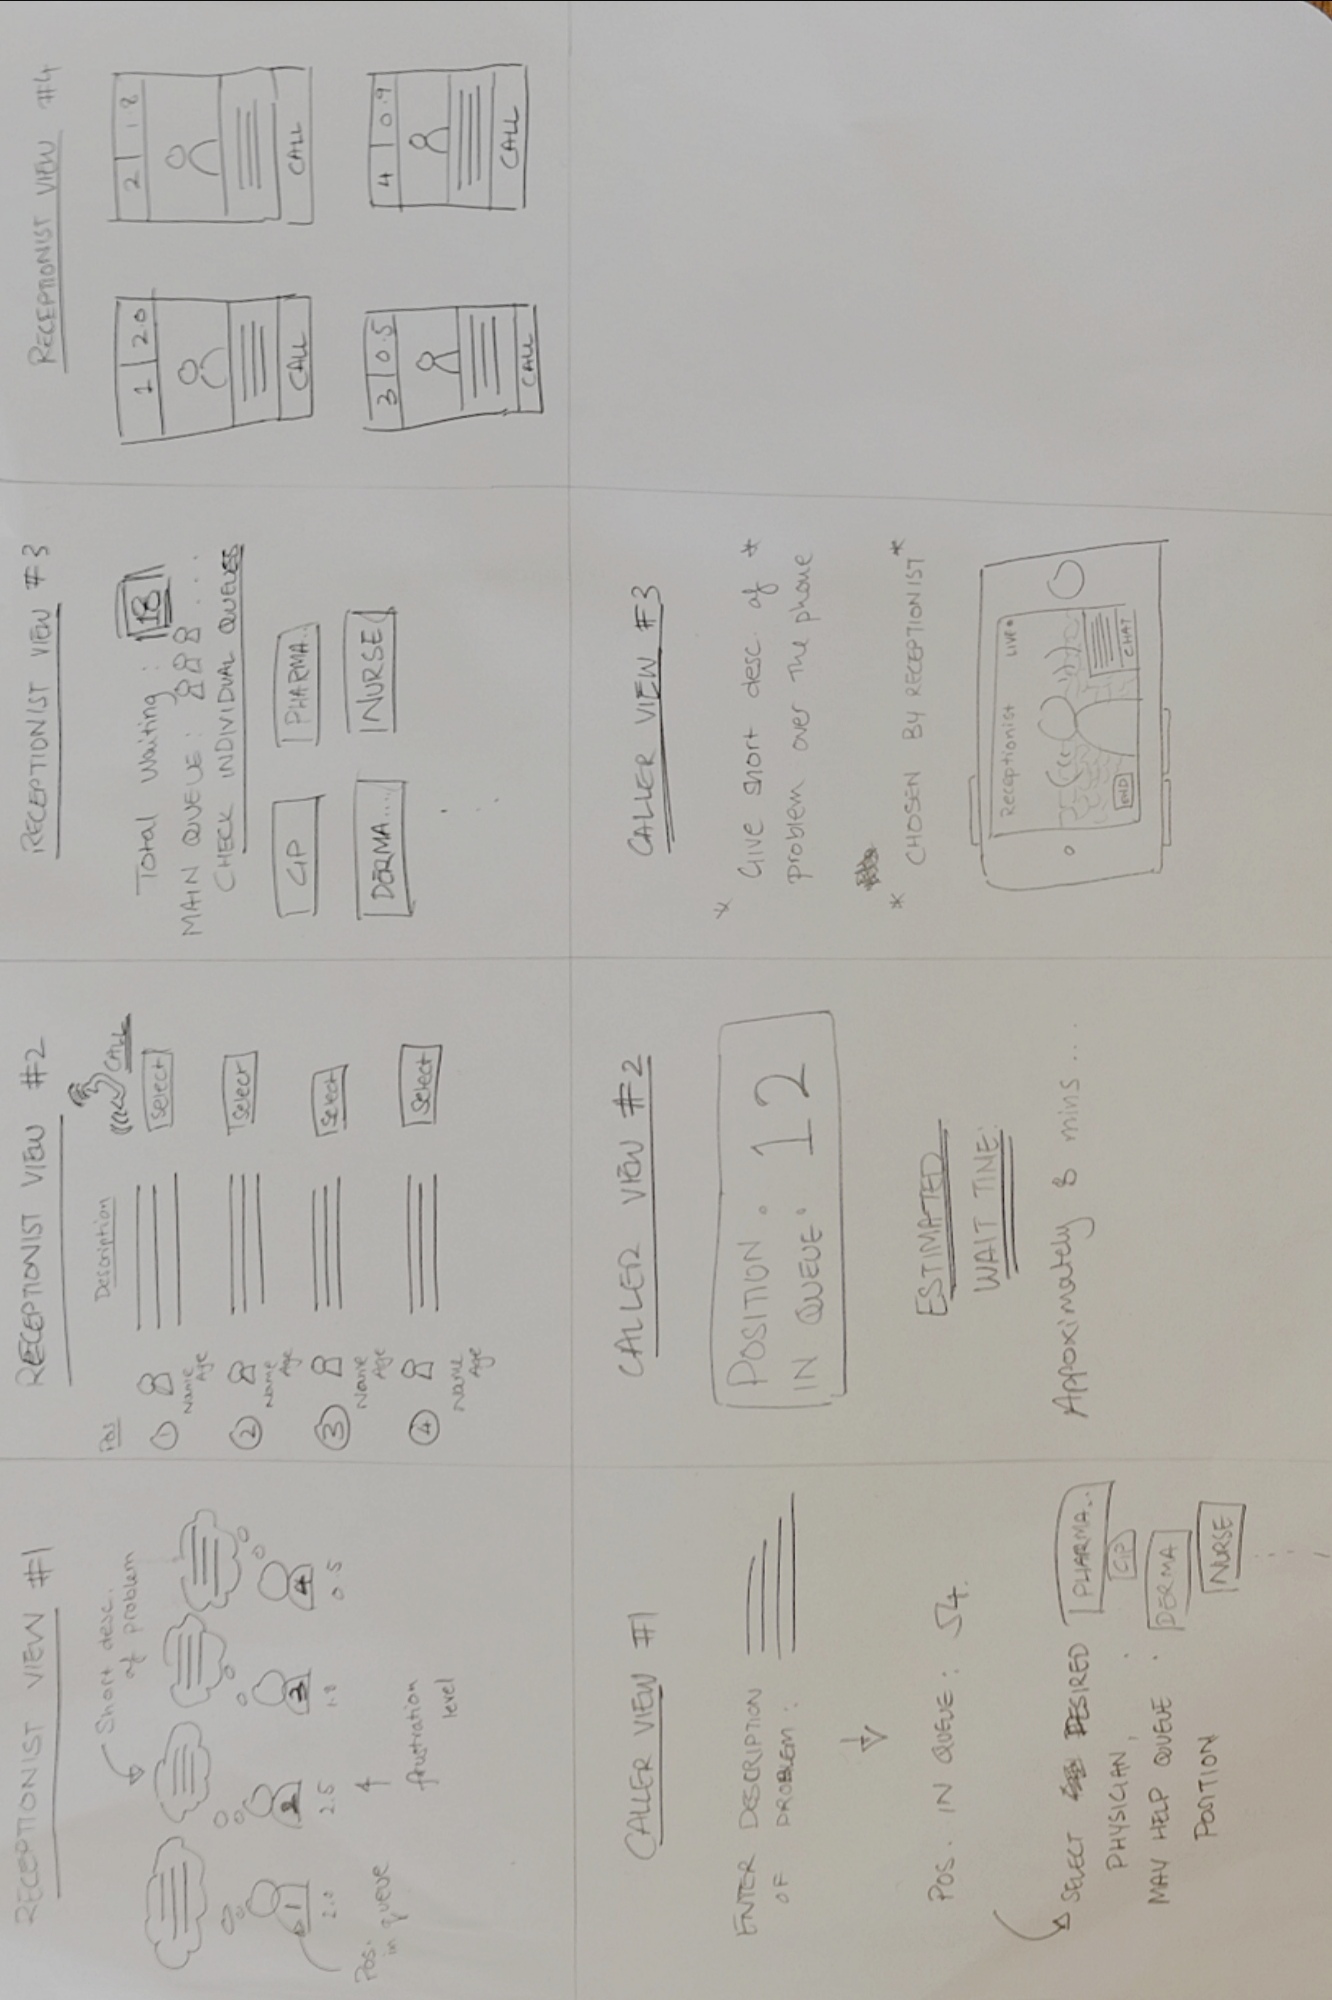 RECEPTIONIST VIEW #1
Short desc.
of problem
1
2
3
4
2.0
2.5
1.8
0.5
Pos.
in queue
frustration
level
RECEPTIONIST VIEW #2
Pos
Description
CALL
1
Name
Age
Select
2
Name
Age
Select
3
Name
Age
Select
4
Name
Age
Select
RECEPTIONIST VIEW #3
Total Waiting : 18
MAIN QUEUE : ...
CHECK INDIVIDUAL QUEUES
GP
PHARMA..
DERMA....
NURSE
RECEPTIONIST VIEW #4
1 2.0
CALL
2 1.8
CALL
3 0.5
CALL
4 0.9
CALL
CALLER VIEW #1
ENTER DESCRIPTION
OF PROBLEM :
POS. IN QUEUE : 54.
SELECT DESIRED
PHYSICIAN,
MAY HELP QUEUE :
POSITION
PHARMA..
GP
DERMA
NURSE
CALLER VIEW #2
POSITION
IN QUEUE : 12
ESTIMATED
WAIT TIME:
Approximately 8 mins...
CALLER VIEW #3
* Give short desc. of *
problem over the phone
* CHOSEN BY RECEPTIONIST *
Receptionist LIVE
END
CHAT